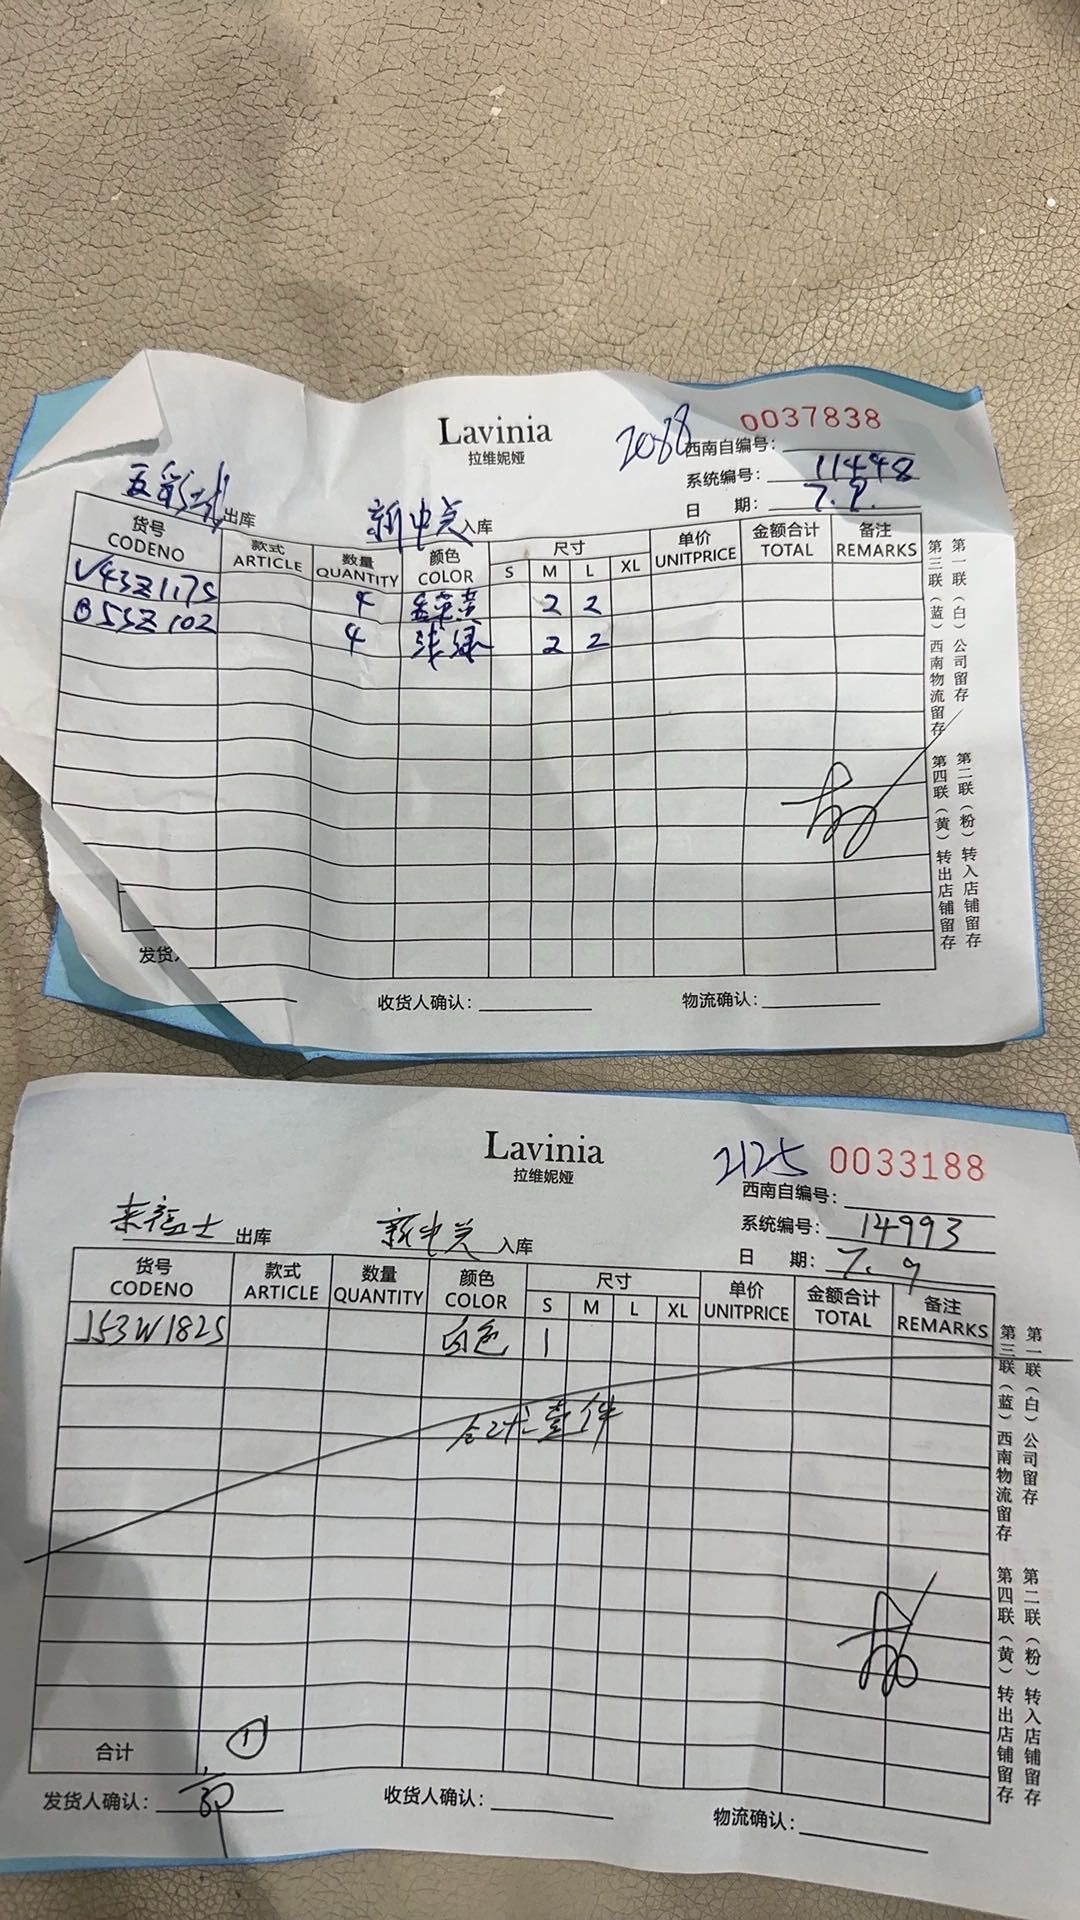 Lavinia
拉维妮娅
2088
0037838
西南自编号：
系统编号： 11448
日 期： 7.9.
五彩城 出库 新中关 入库
货号 CODENO 款式 ARTICLE 数量 QUANTITY 颜色 COLOR 尺寸 S M L XL 单价 UNITPRICE 金额合计 TOTAL 备注 REMARKS
V43Z117S 4 2 2
B53Z102 4 浅绿 2 2
第一联（白）公司留存
第二联（粉）转入店铺留存
第三联（蓝）西南物流留存
第四联（黄）转出店铺留存
发货人
收货人确认：
物流确认：
Lavinia
拉维妮娅
2125 0033188
西南自编号：
系统编号： 14993
日 期： 7.9
来福士 出库 新中关 入库
货号 CODENO 款式 ARTICLE 数量 QUANTITY 颜色 COLOR 尺寸 S M L XL 单价 UNITPRICE 金额合计 TOTAL 备注 REMARKS
J53W182S 白色 1
合计壹件
第一联（白）公司留存
第二联（粉）转入店铺留存
第三联（蓝）西南物流留存
第四联（黄）转出店铺留存
合计 1
发货人确认： 郭
收货人确认：
物流确认：